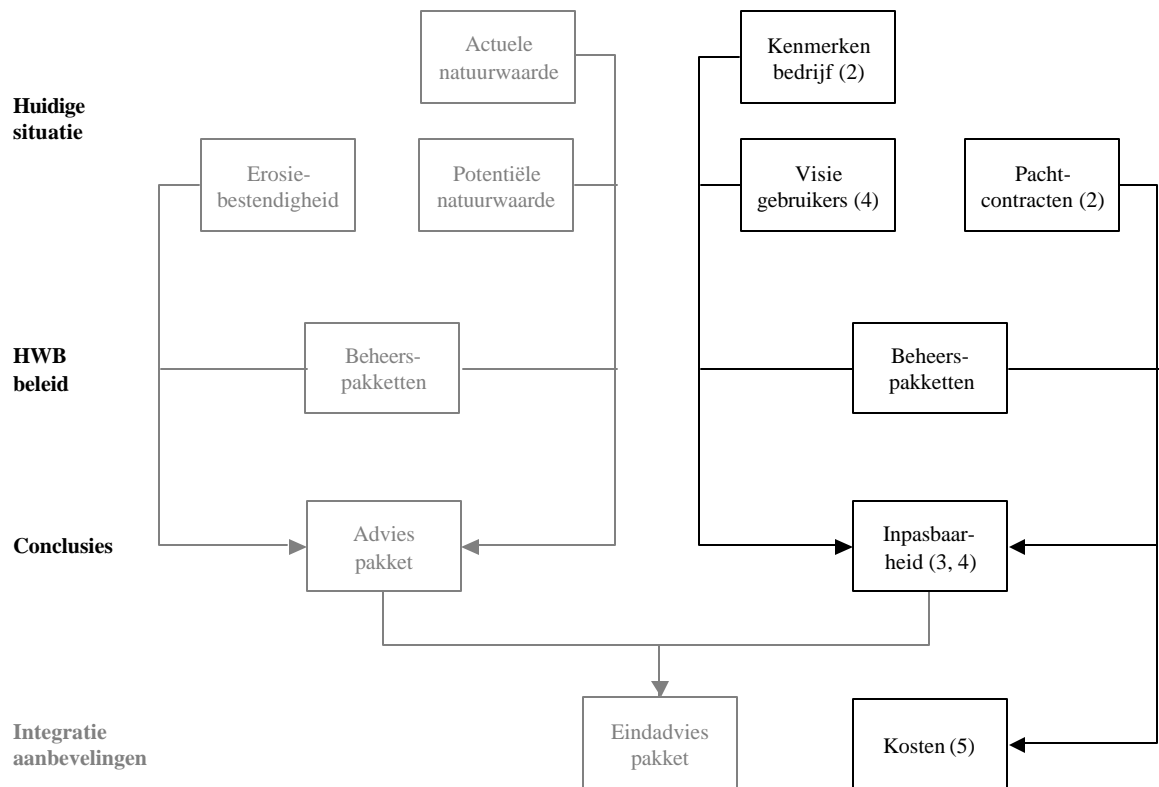 Actuele
natuurwaarde
Kenmerken
bedrijf (2)
Huidige
situatie
Erosie-
bestendigheid
Potentiële
natuurwaarde
Visie
gebruikers (4)
Pacht-
contracten (2)
HWB
beleid
Beheers-
pakketten
Beheers-
pakketten
Conclusies
Advies
pakket
Inpasbaar-
heid (3, 4)
Integratie
aanbevelingen
Eindadvies
pakket
Kosten (5)